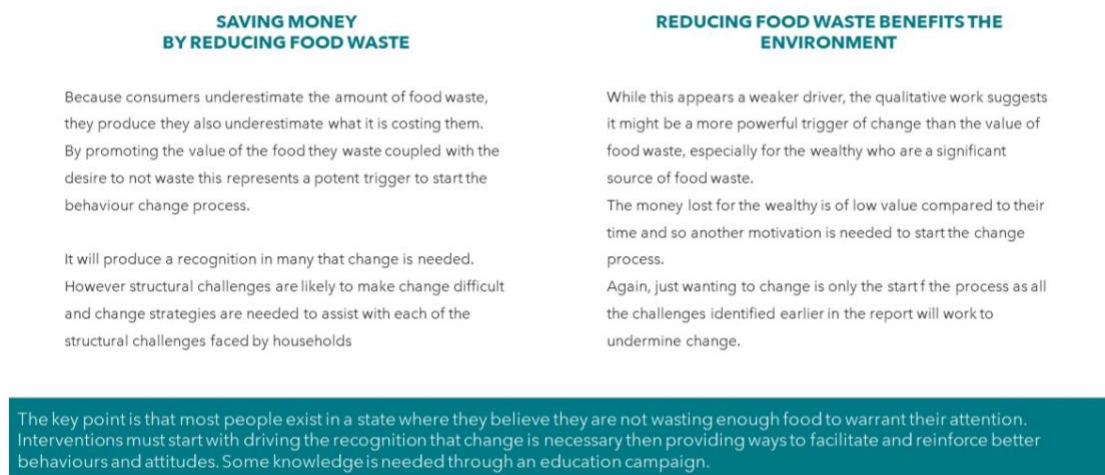 SAVING MONEY
BY REDUCING FOOD WASTE
Because consumers underestimate the amount of food waste,
they produce they also underestimate what it is costing them.
By promoting the value of the food they waste coupled with the
desire to not waste this represents a potent trigger to start the
behaviour change process.
It will produce a recognition in many that change is needed.
However structural challenges are likely to make change difficult
and change strategies are needed to assist with each of the
structural challenges faced by households
REDUCING FOOD WASTE BENEFITS THE
ENVIRONMENT
While this appears a weaker driver, the qualitative work suggests
it might be a more powerful trigger of change than the value of
food waste, especially for the wealthy who are a significant
source of food waste.
The money lost for the wealthy is of low value compared to their
time and so another motivation is needed to start the change
process.
Again, just wanting to change is only the start f the process as all
the challenges identified earlier in the report will work to
undermine change.
The key point is that most people exist in a state where they believe they are not wasting enough food to warrant their attention.
Interventions must start with driving the recognition that change is necessary then providing ways to facilitate and reinforce better
behaviours and attitudes. Some knowledge is needed through an education campaign.